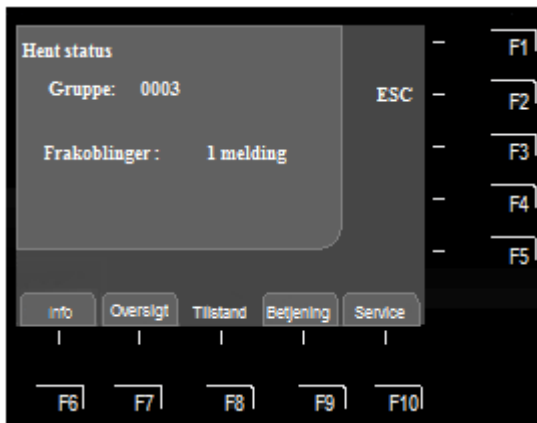 Hent status
Gruppe: 0003
ESC
Frakoblinger : 1 melding
F1
F2
F3
F4
F5
Info Oversigt Tilstand Betjening Service
F6 F7 F8 F9 F10